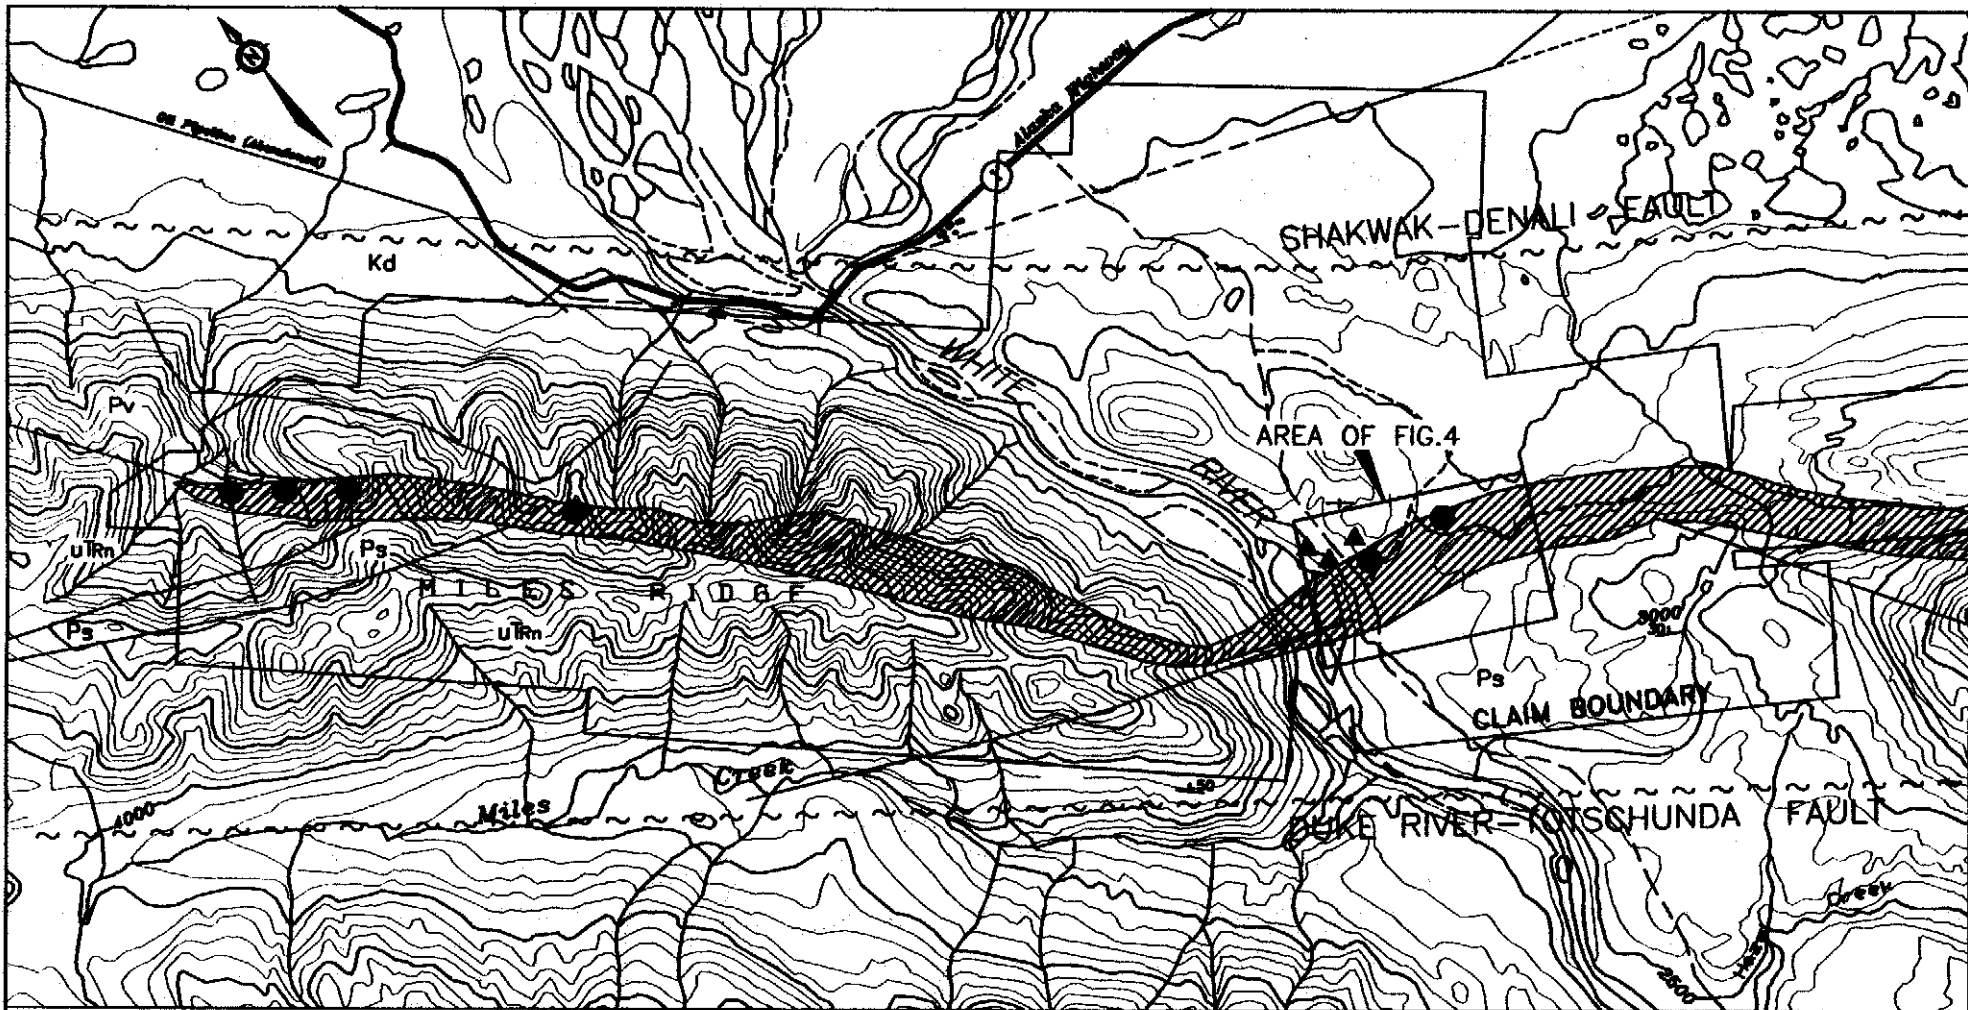 N
Oil Pipeline (Abandoned)
Alaska Highway
SHAKWAK-DENALI FAULT
Kd
WHITE
Pv
AREA OF FIG.4
RIVER
uTRn
Ps
MILES RIDGE
Ps
uTRn
3000
Ps
CLAIM BOUNDARY
Creek
Miles
4000
DUKE RIVER-TOTSCHUNDA FAULT
Creek
2500